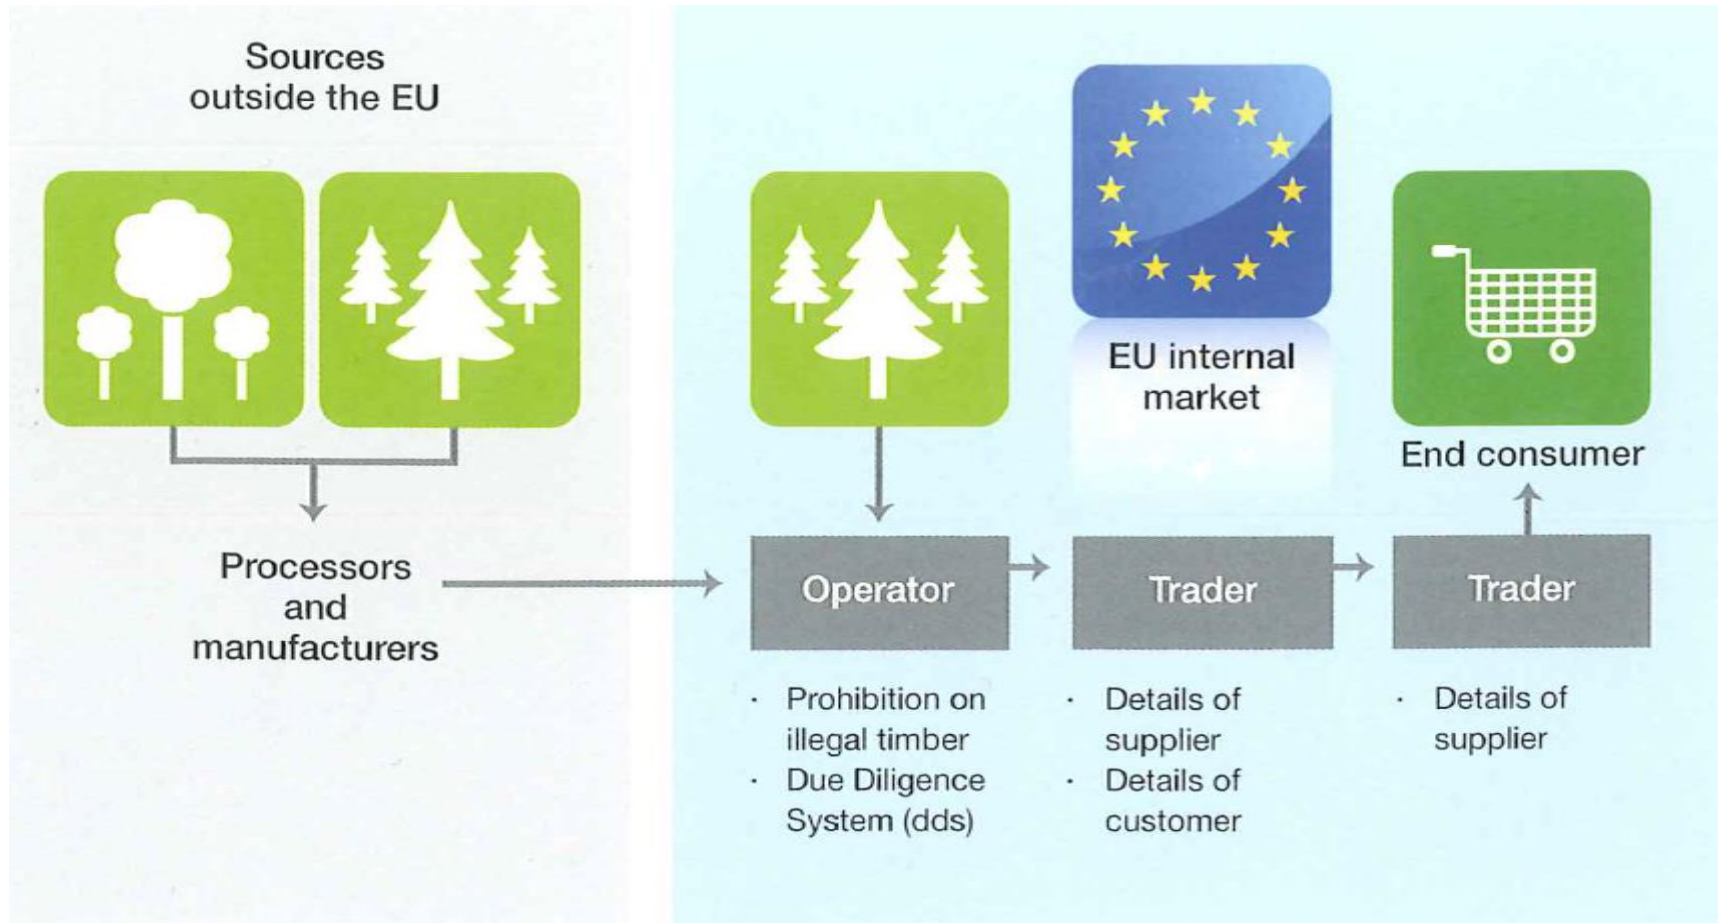 Sources
outside the EU
Processors
and
manufacturers
EU internal
market
End consumer
Operator
Trader
Trader
· Prohibition on
illegal timber
· Due Diligence
System (dds)
· Details of
supplier
· Details of
customer
· Details of
supplier